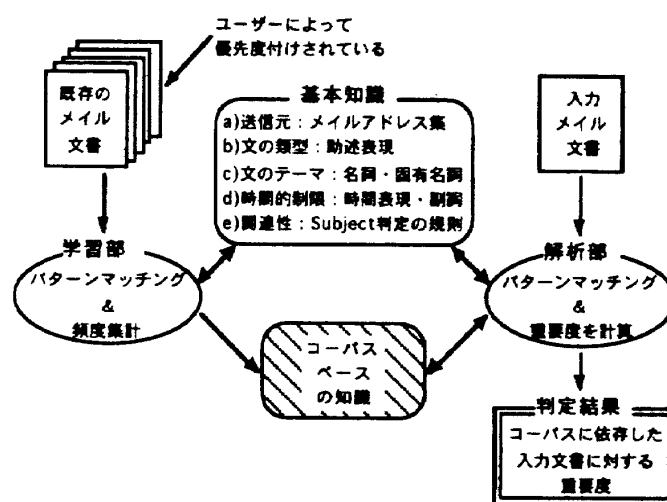 ユーザーによって
優先度付けされている
既存の
メイル
文書
基本知識
a)送信元：メイルアドレス集
b)文の類型：助述表現
c)文のテーマ：名詞・固有名詞
d)時間的制限：時間表現・副詞
e)関連性：Subject判定の規則
入力
メイル
文書
学習部
パターンマッチング
&
頻度集計
解析部
パターンマッチング
&
重要度を計算
コーパス
ベース
の知識
判定結果
コーパスに依存した
入力文書に対する
重要度